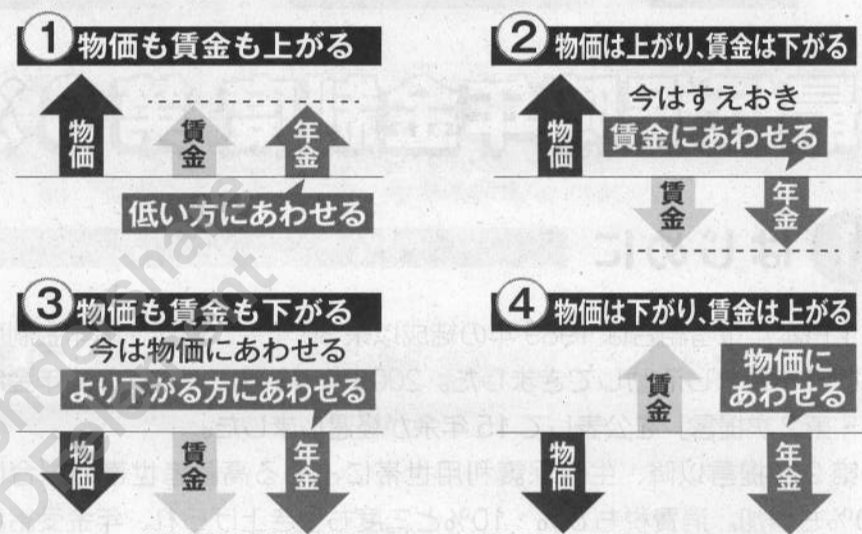 ①物価も賃金も上がる
物価
賃金
年金
低い方にあわせる
②物価は上がり、賃金は下がる
今はすえおき
賃金にあわせる
物価
賃金
年金
③物価も賃金も下がる
今は物価にあわせる
より下がる方にあわせる
物価
賃金
年金
④物価は下がり、賃金は上がる
物価に
あわせる
物価
賃金
年金